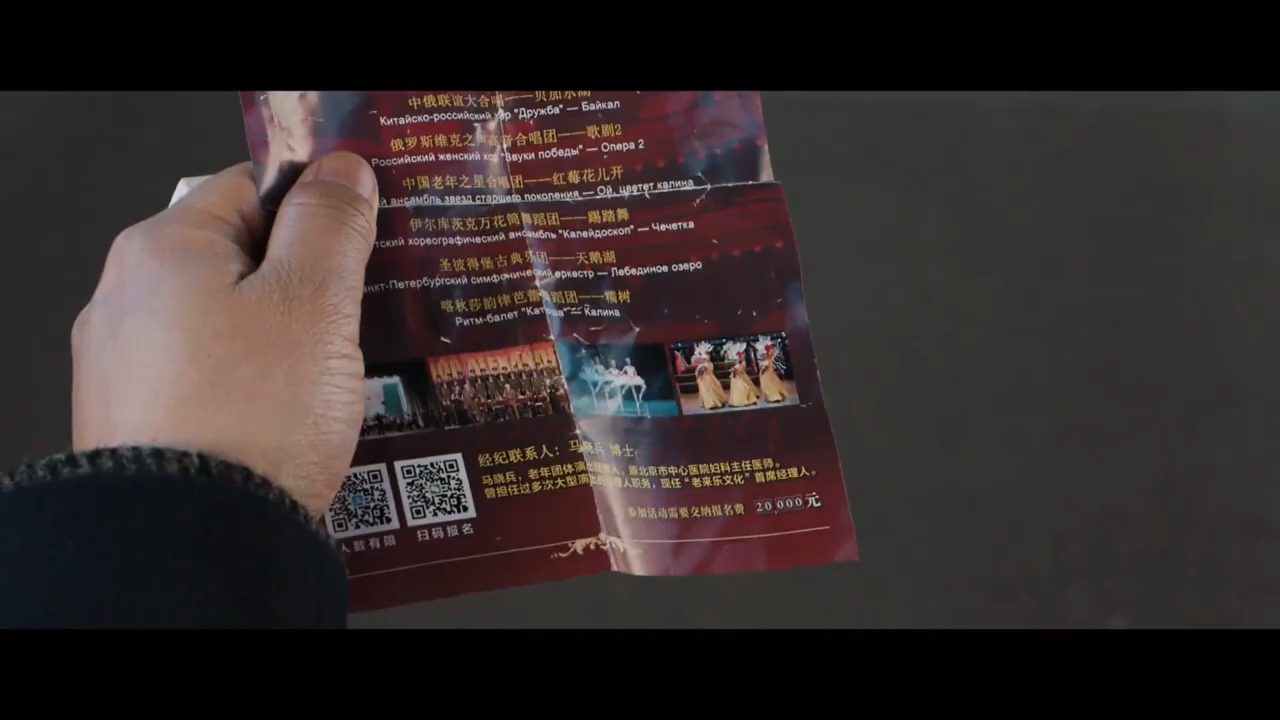 中俄联谊大合唱——贝加尔湖
Китайско-российский хор "Дружба" — Байкал
俄罗斯维克之声高音合唱团——歌剧2
Российский женский хор "Звуки победы" — Опера 2
中国老年之星合唱团——红莓花儿开
ансамбль звезд старшего поколения — Ой, цветет калина
伊尔库茨克万花筒舞蹈团——踢踏舞
тский хореографический ансамбль "Калейдоскоп" — Чечетка
圣彼得堡古典乐团——天鹅湖
анкт-Петербургский симфонический оркестр — Лебединое озеро
喀秋莎韵律芭蕾舞蹈团——糯树
Ритм-балет "Катюша" — Калина
经纪联系人：马晓兵 博士
马晓兵，老年团体演出经理人。原北京市中心医院妇科主任医师。
曾担任过多次大型演出的经理人职务，现任“老来乐文化”首席经理人。
参加活动需要交纳报名费 20,000元
人数有限 扫码报名